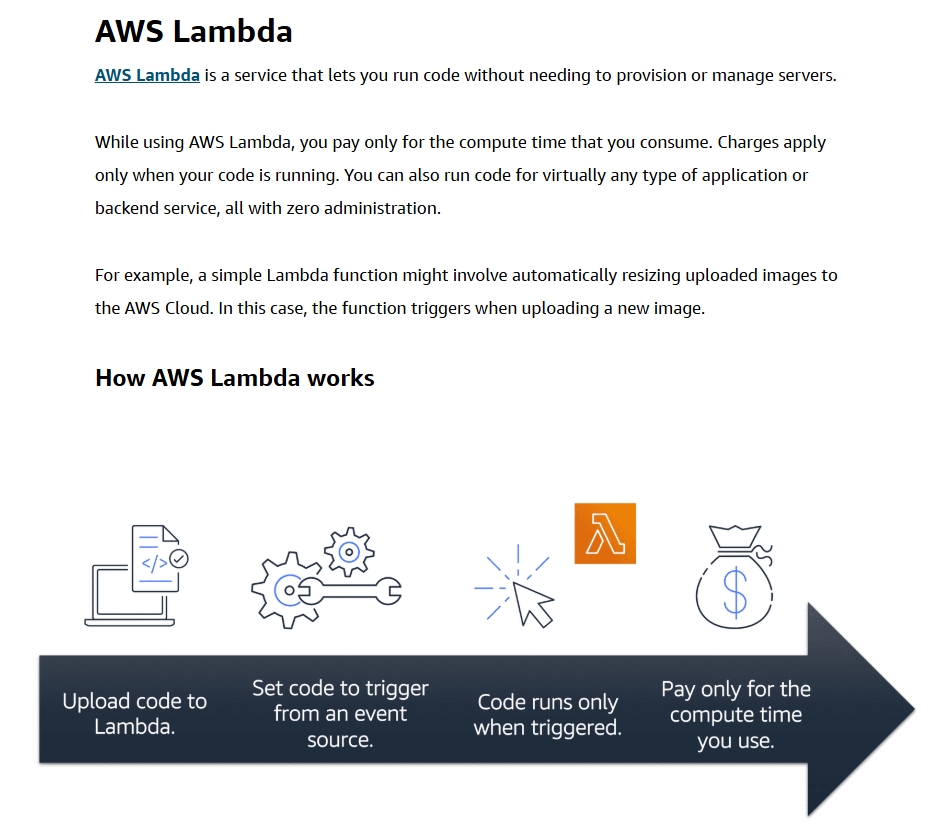 AWS Lambda
AWS Lambda is a service that lets you run code without needing to provision or manage servers.
While using AWS Lambda, you pay only for the compute time that you consume. Charges apply
only when your code is running. You can also run code for virtually any type of application or
backend service, all with zero administration.
For example, a simple Lambda function might involve automatically resizing uploaded images to
the AWS Cloud. In this case, the function triggers when uploading a new image.
How AWS Lambda works
</>
$
Upload code to
Lambda.
Set code to trigger
from an event
source.
Code runs only
when triggered.
Pay only for the
compute time
you use.